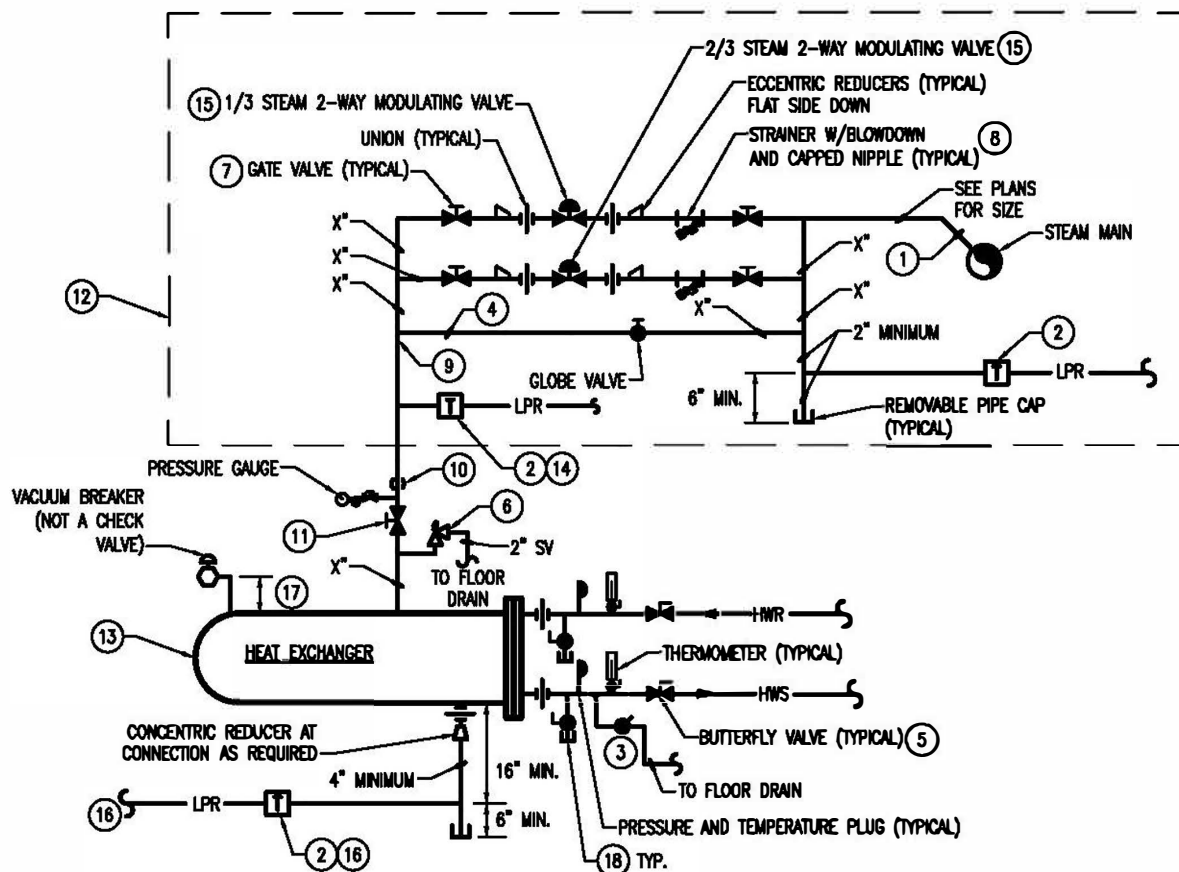 2/3 STEAM 2-WAY MODULATING VALVE 15
15 1/3 STEAM 2-WAY MODULATING VALVE
ECCENTRIC REDUCERS (TYPICAL)
FLAT SIDE DOWN
UNION (TYPICAL)
STRAINER W/BLOWDOWN
AND CAPPED NIPPLE (TYPICAL) 8
7 GATE VALVE (TYPICAL)
SEE PLANS
FOR SIZE
X"
1
STEAM MAIN
X"
X"
X"
X"
12
4
X"
2" MINIMUM
9
GLOBE VALVE
2
T
LPR
6" MIN.
T
LPR
REMOVABLE PIPE CAP
(TYPICAL)
PRESSURE GAUGE
10
2 14
VACUUM BREAKER
(NOT A CHECK
VALVE)
6
11
2" SV
X"
TO FLOOR
DRAIN
17
HWR
13
HEAT EXCHANGER
THERMOMETER (TYPICAL)
HWS
CONCENTRIC REDUCER AT
CONNECTION AS REQUIRED
3
BUTTERFLY VALVE (TYPICAL) 5
4" MINIMUM
16" MIN.
TO FLOOR DRAIN
16
LPR
T
6" MIN.
PRESSURE AND TEMPERATURE PLUG (TYPICAL)
2 16
18 TYP.